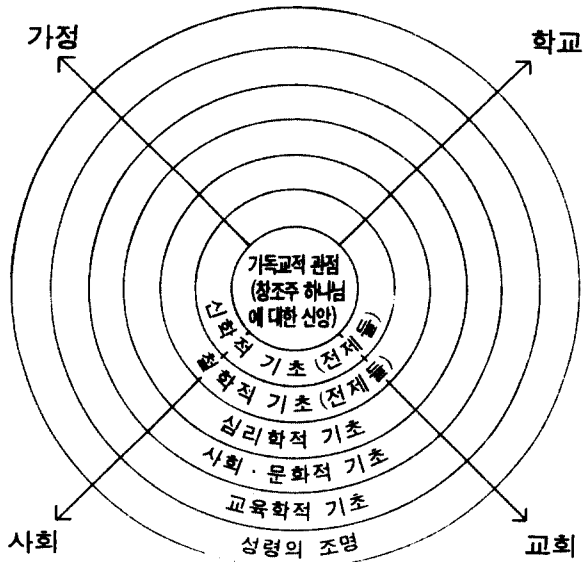 가정
학교
기독교적 관점
(창조주 하나님
에 대한 신앙)
신학적 기초 (전제들)
철학적 기초 (전제들)
심리학적 기초
사회 · 문화적 기초
교육학적 기초
성령의 조명
사회
교회